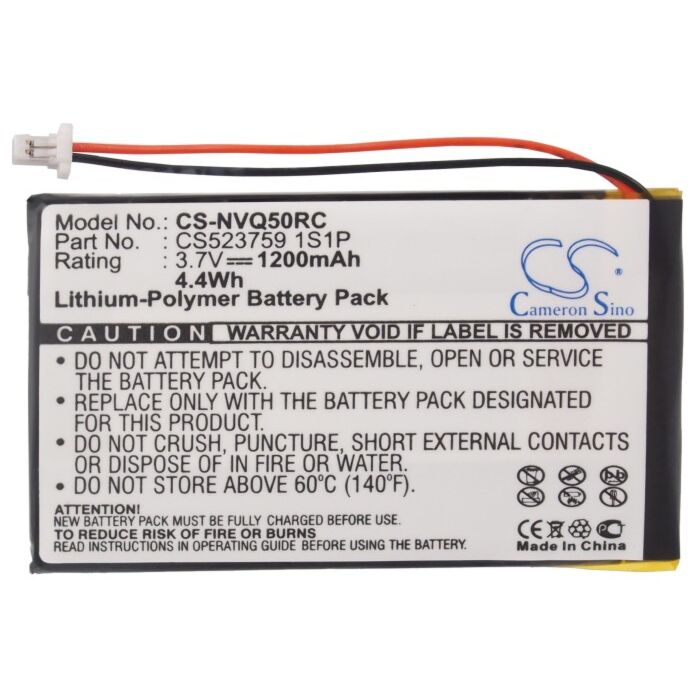 Model No.: CS-NVQ50RC
Part No. : CS523759 1S1P
Rating : 3.7V 1200mAh
4.4Wh
Lithium-Polymer Battery Pack
CS
Cameron Sino
CAUTION : WARRANTY VOID IF LABEL IS REMOVED
• DO NOT ATTEMPT TO DISASSEMBLE, OPEN OR SERVICE
THE BATTERY PACK.
• REPLACE ONLY WITH THE BATTERY PACK DESIGNATED
FOR THIS PRODUCT.
• DO NOT CRUSH, PUNCTURE, SHORT EXTERNAL CONTACTS
OR DISPOSE OF IN FIRE OR WATER.
• DO NOT STORE ABOVE 60°C (140°F).
ATTENTION!
NEW BATTERY PACK MUST BE FULLY CHARGED BEFORE FIRST USE
TO REDUCE RISK OF FIRE OR BURNS
READ INSTRUCTIONS IN OPERATING GUIDE BEFORE USE.
CE
Made In China